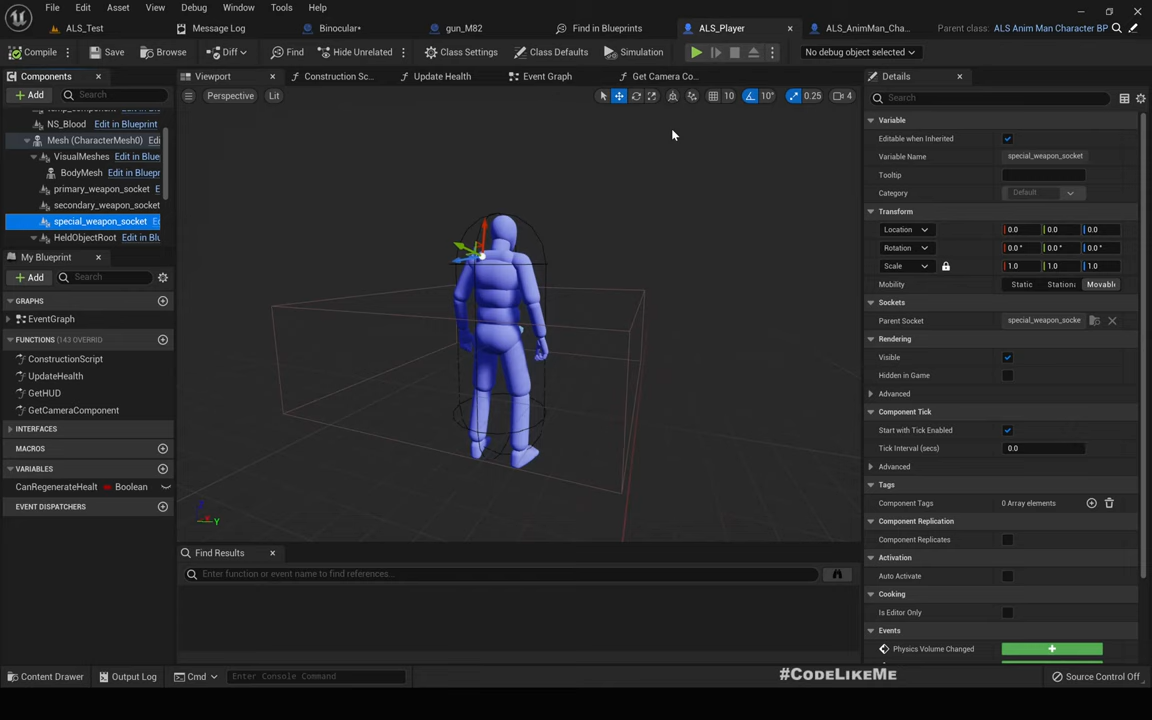 File Edit Asset View Debug Window Tools Help
ALS_Test Message Log Binocular* gun_M82 Find in Blueprints ALS_Player ALS_AnimMan_Cha... Parent class: ALS Anim Man Character BP
Compile Save Browse Diff Find Hide Unrelated Class Settings Class Defaults Simulation No debug object selected
Components
Add Search
Edit in B
NS_Blood Edit in Blueprint
Mesh (CharacterMesh0) Edi
VisualMeshes Edit in Blue
BodyMesh Edit in Blue
primary_weapon_socket E
secondary_weapon_socket
special_weapon_socket Ed
HeldObjectRoot Edit in Blu
My Blueprint
Add Search
GRAPHS
EventGraph
FUNCTIONS (143 OVERRID
ConstructionScript
UpdateHealth
GetHUD
GetCameraComponent
INTERFACES
MACROS
VARIABLES
CanRegenerateHealt Boolean
EVENT DISPATCHERS
Viewport Construction Sc... Update Health Event Graph Get Camera Co...
Perspective Lit 10 10° 0.25 4
Y
Find Results
Enter function or event name to find references...
Details
Search
Variable
Editable when Inherited
Variable Name special_weapon_socket
Tooltip
Category Default
Transform
Location 0.0 0.0 0.0
Rotation 0.0° 0.0° 0.0°
Scale 1.0 1.0 1.0
Mobility Static Stationa Movable
Sockets
Parent Socket special_weapon_socke
Rendering
Visible
Hidden in Game
Advanced
Component Tick
Start with Tick Enabled
Tick Interval (secs) 0.0
Advanced
Tags
Component Tags 0 Array elements
Component Replication
Component Replicates
Activation
Auto Activate
Cooking
Is Editor Only
Events
Physics Volume Changed
Content Drawer Output Log Cmd Enter Console Command #CodeLikeMe Source Control Off